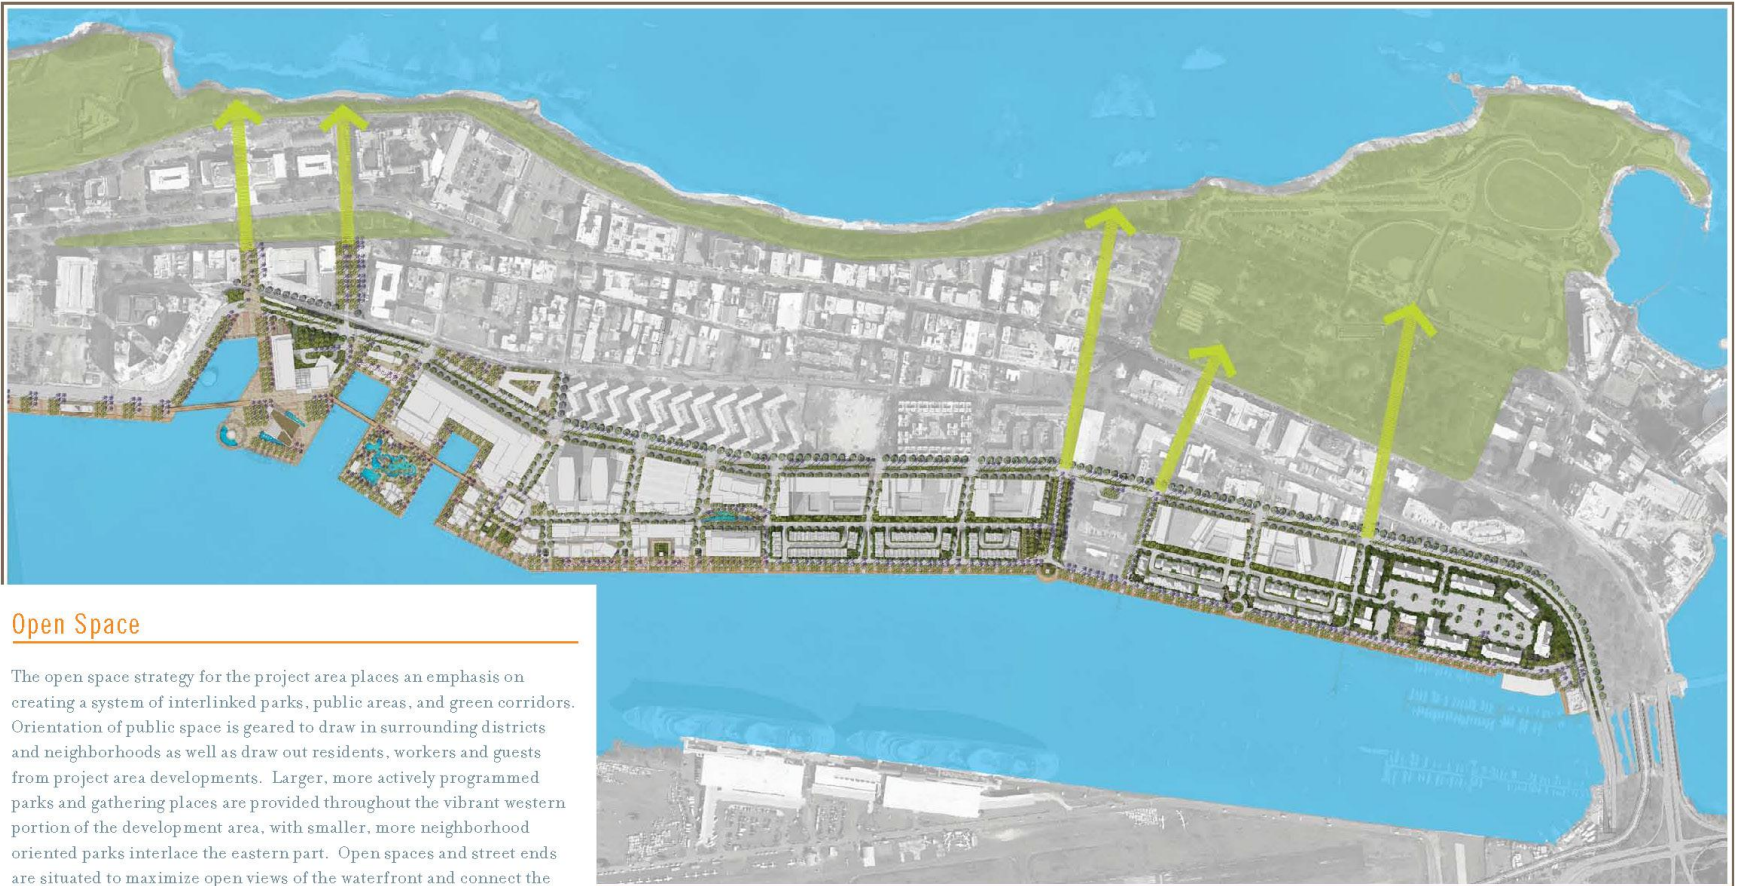 Open Space
The open space strategy for the project area places an emphasis on
creating a system of interlinked parks, public areas, and green corridors.
Orientation of public space is geared to draw in surrounding districts
and neighborhoods as well as draw out residents, workers and guests
from project area developments. Larger, more actively programmed
parks and gathering places are provided throughout the vibrant western
portion of the development area, with smaller, more neighborhood
oriented parks interlace the eastern part. Open spaces and street ends
are situated to maximize open views of the waterfront and connect the